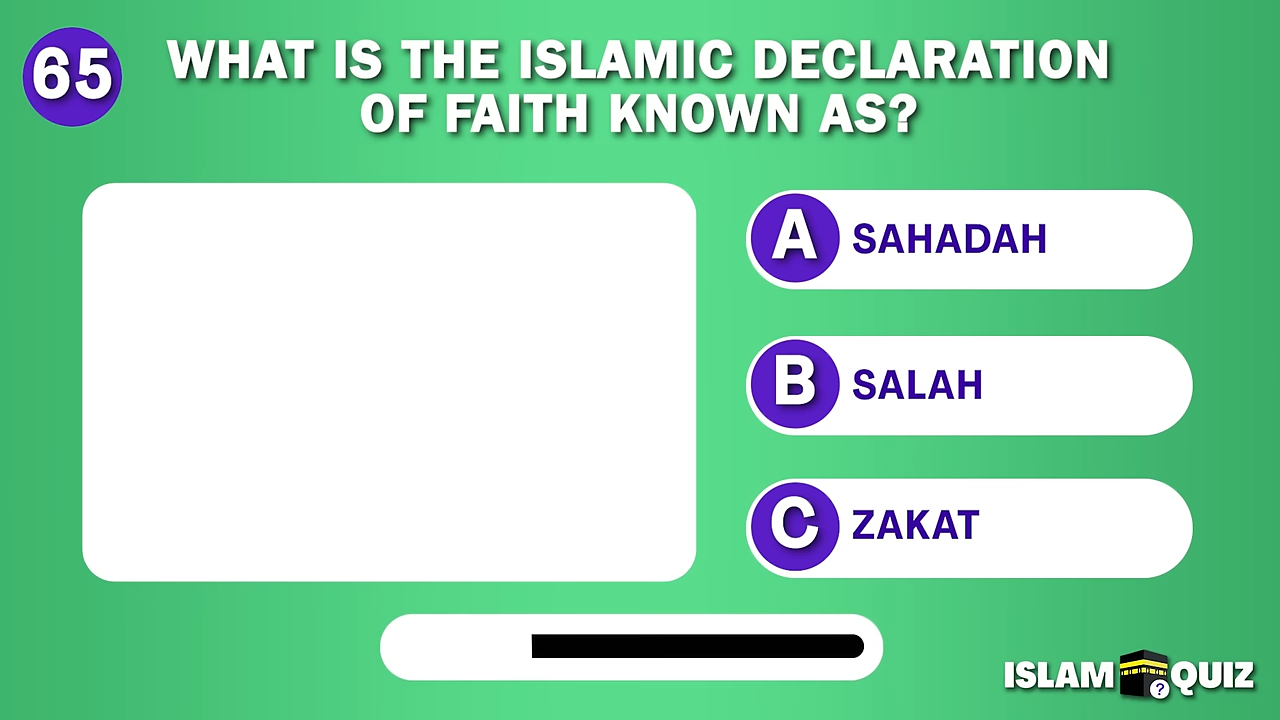 65
WHAT IS THE ISLAMIC DECLARATION
OF FAITH KNOWN AS?
A SAHADAH
B SALAH
C ZAKAT
ISLAM ? QUIZ